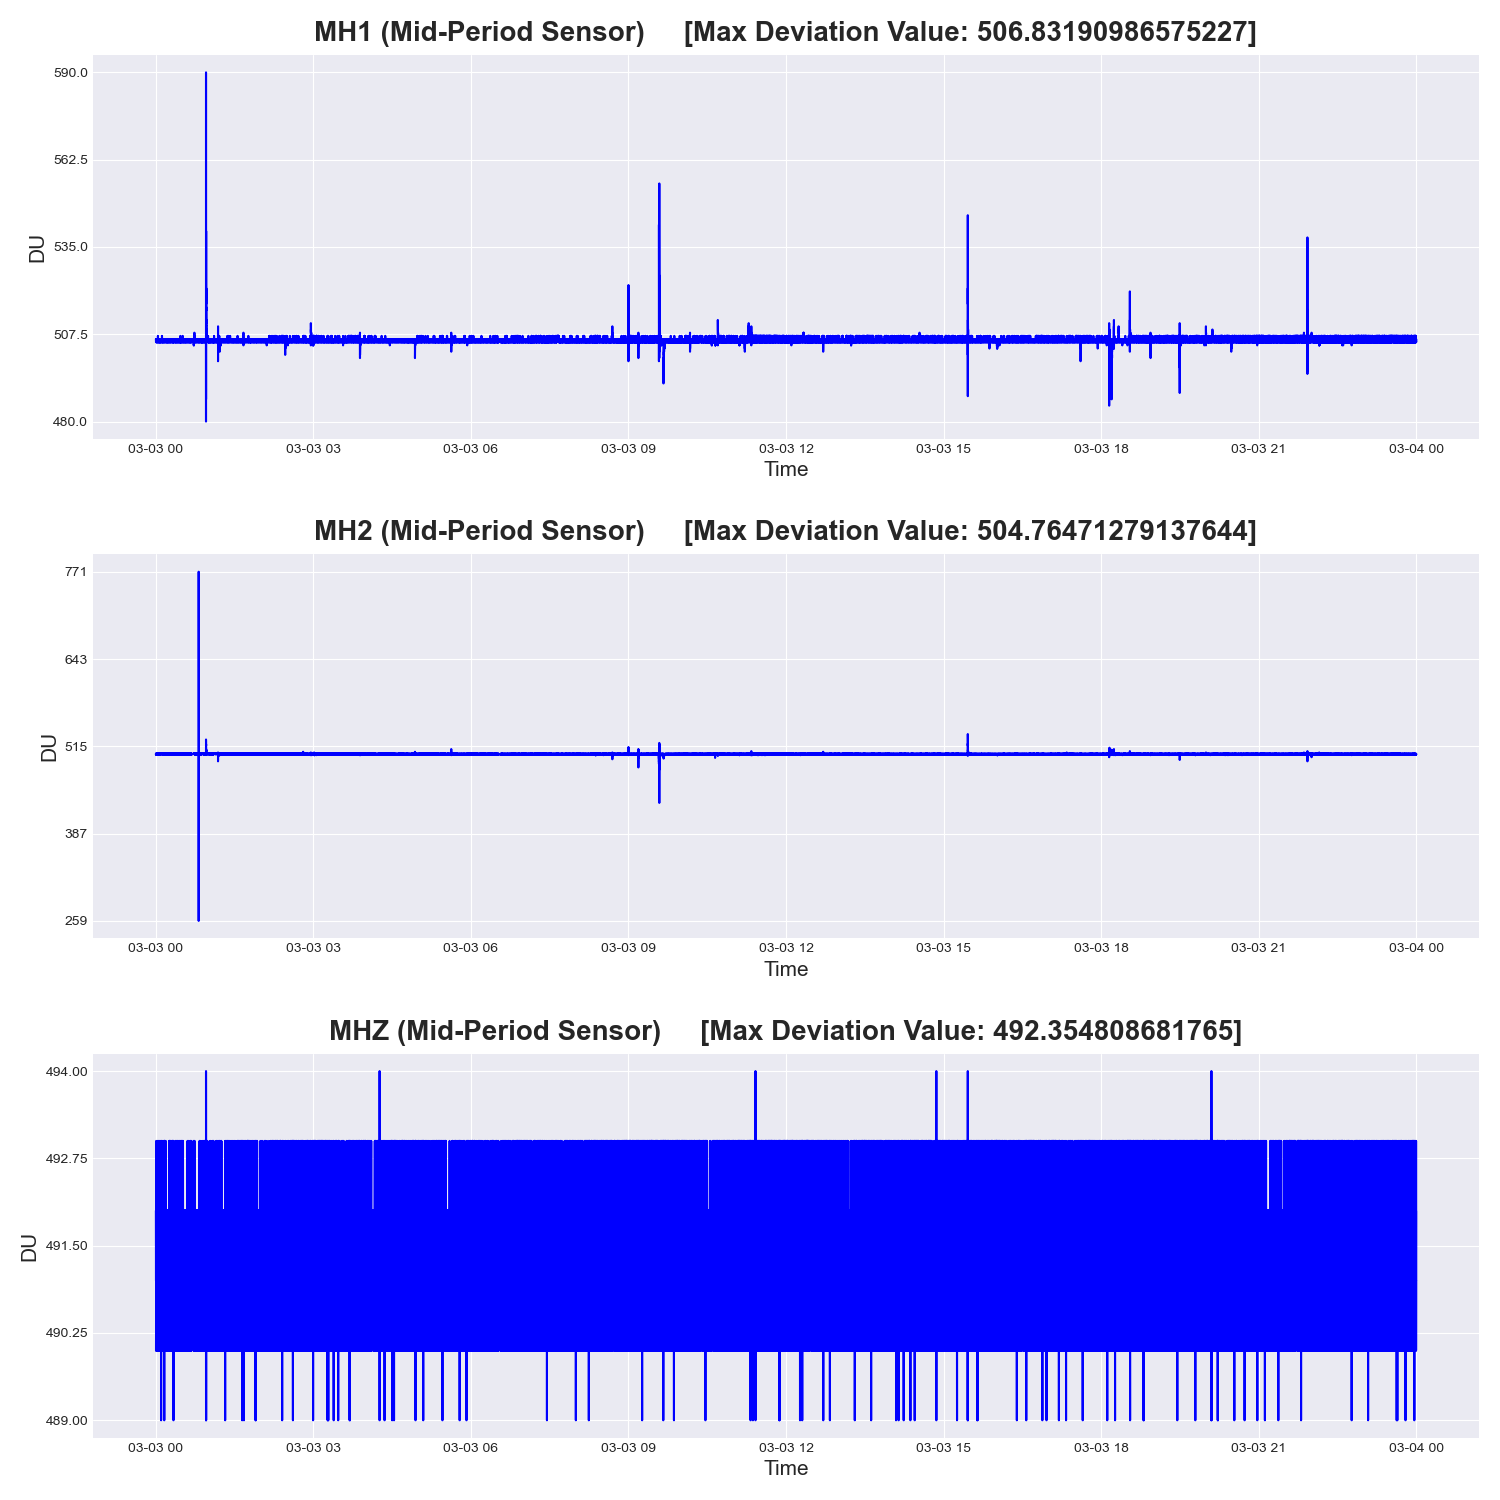 MH1 (Mid-Period Sensor) [Max Deviation Value: 506.83190986575227]
590.0
562.5
535.0
507.5
480.0
DU
03-03 00 03-03 03 03-03 06 03-03 09 03-03 12 03-03 15 03-03 18 03-03 21 03-04 00
Time
MH2 (Mid-Period Sensor) [Max Deviation Value: 504.76471279137644]
771
643
515
387
259
DU
03-03 00 03-03 03 03-03 06 03-03 09 03-03 12 03-03 15 03-03 18 03-03 21 03-04 00
Time
MHZ (Mid-Period Sensor) [Max Deviation Value: 492.354808681765]
494.00
492.75
491.50
490.25
489.00
DU
03-03 00 03-03 03 03-03 06 03-03 09 03-03 12 03-03 15 03-03 18 03-03 21 03-04 00
Time